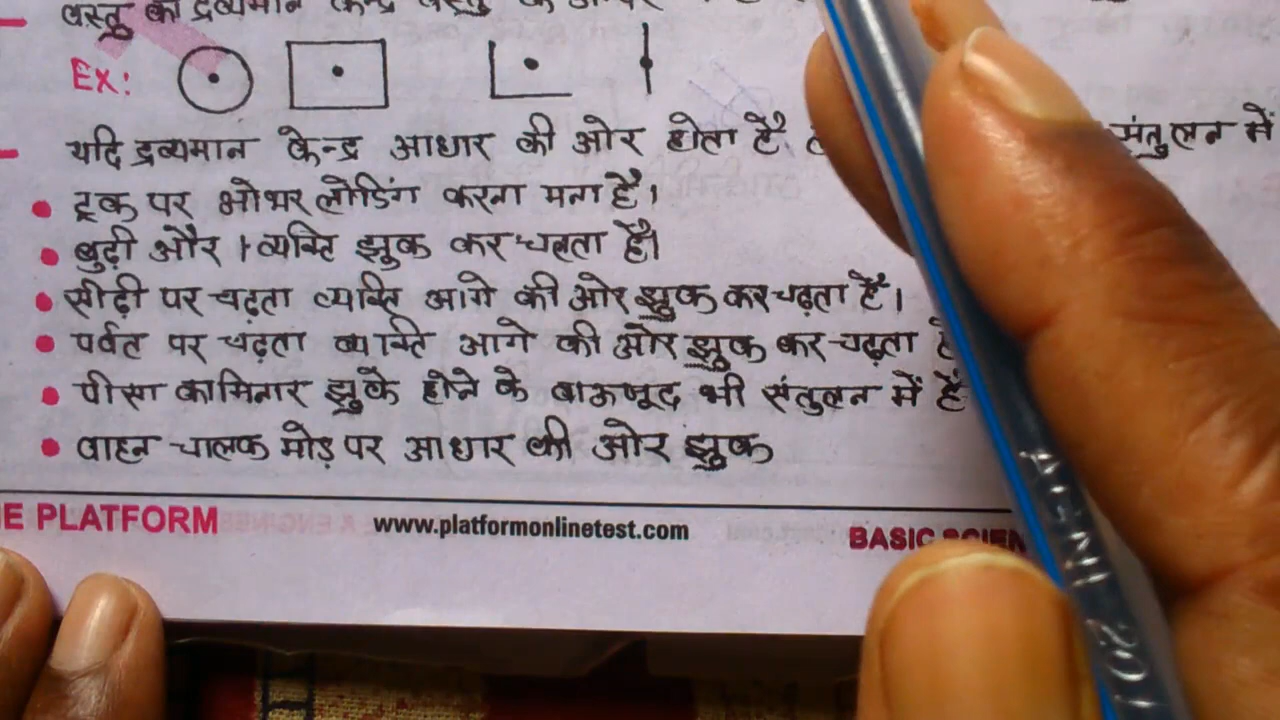 वस्तु का द्रव्यमान केन्द्र वस्तु के
Ex:
यदि द्रव्यमान केन्द्र आधार की ओर होता है संतुलन में
ट्रक पर ओभर लोडिंग करना मना है।
बुढ़ी और व्यक्ति झुक कर चलता है।
सीढ़ी पर चढ़ता व्यक्ति आगे की ओर झुक कर चढ़ता है।
पर्वत पर चढ़ता व्यक्ति आगे की ओर झुक कर चढ़ता
पीसा का मिनार झुके होने के बाऊजूद भी संतुलन में है
वाहन चालक मोड़ पर आधार की ओर झुक
E PLATFORM www.platformonlinetest.com BASIC SCIEN